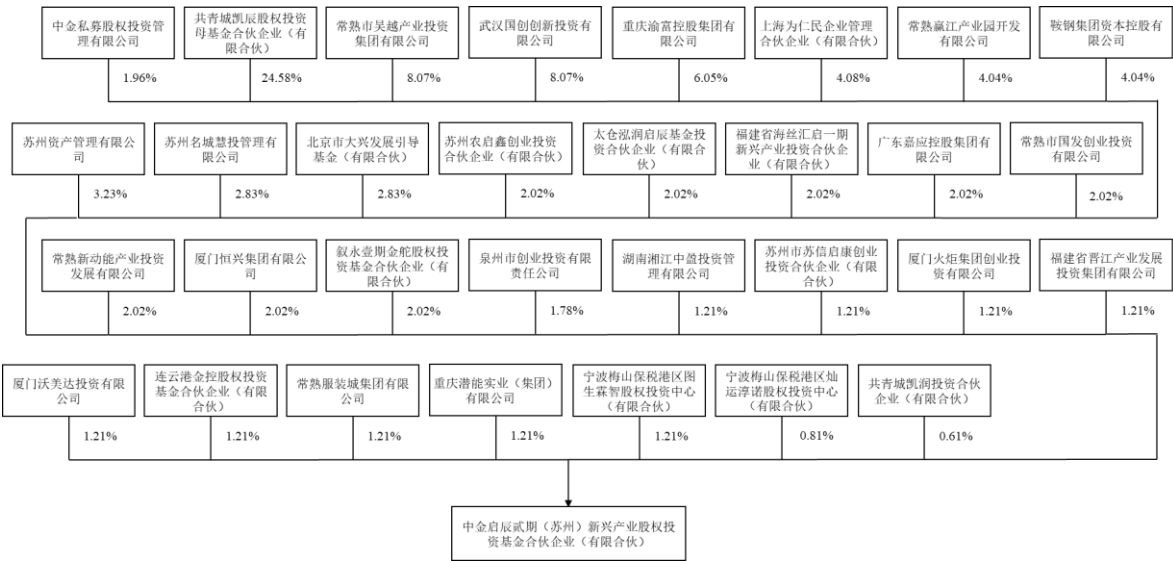 中金私募股权投资管
理有限公司
共青城凯辰股权投资
母基金合伙企业（有
限合伙）
常熟市吴越产业投资
集团有限公司
武汉国创创新投资有
限公司
重庆渝富控股集团有
限公司
上海为仁民企业管理
合伙企业（有限合伙）
常熟赢江产业园开发
有限公司
鞍钢集团资本控股有
限公司
1.96%
24.58%
8.07%
8.07%
6.05%
4.08%
4.04%
4.04%
苏州资产管理有限公
司
苏州名城慧投管理有
限公司
北京市大兴发展引导
基金（有限合伙）
苏州农启鑫创业投资
合伙企业（有限合伙）
太仓泓润启辰基金投
资合伙企业（有限合
伙）
福建省海丝汇启一期
新兴产业投资合伙企
业（有限合伙）
广东嘉应控股集团有
限公司
常熟市国发创业投资
有限公司
3.23%
2.83%
2.83%
2.02%
2.02%
2.02%
2.02%
2.02%
常熟新动能产业投资
发展有限公司
厦门恒兴集团有限公
司
叙永壹期金舵股权投
资基金合伙企业（有
限合伙）
泉州市创业投资有限
责任公司
湖南湘江中盈投资管
理有限公司
苏州市苏信启康创业
投资合伙企业（有限
合伙）
厦门火炬集团创业投
资有限公司
福建省晋江产业发展
投资集团有限公司
2.02%
2.02%
2.02%
1.78%
1.21%
1.21%
1.21%
1.21%
厦门沃美达投资有限
公司
连云港金控股权投资
基金合伙企业（有限
合伙）
常熟服装城集团有限
公司
重庆潜能实业（集团）
有限公司
宁波梅山保税港区图
生霖智股权投资中心
（有限合伙）
宁波梅山保税港区灿
运淳诺股权投资中心
（有限合伙）
共青城凯润投资合伙
企业（有限合伙）
1.21%
1.21%
1.21%
1.21%
1.21%
0.81%
0.61%
中金启辰贰期（苏州）新兴产业股权投
资基金合伙企业（有限合伙）